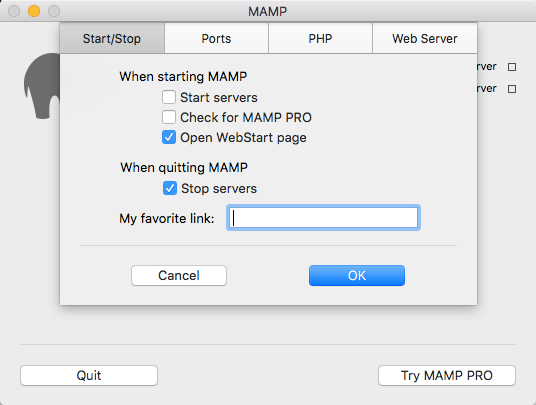 MAMP
Start/Stop Ports PHP Web Server
rver
When starting MAMP
Start servers
rver
Check for MAMP PRO
Open WebStart page
When quitting MAMP
Stop servers
My favorite link:
Cancel OK
Quit Try MAMP PRO